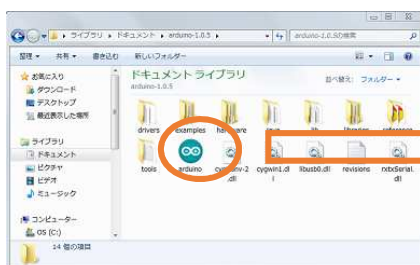 ライブラリ ▸ ドキュメント ▸ arduino-1.0.5 ▸
arduino-1.0.5の検索
整理 ▾ 共有 ▾ 書き込む 新しいフォルダー
お気に入り
ダウンロード
デスクトップ
最近表示した場所
ライブラリ
ドキュメント
ピクチャ
ビデオ
ミュージック
コンピューター
OS (C:)
ドキュメント ライブラリ
arduino-1.0.5
並べ替え: フォルダー ▾
drivers examples hardware java lib libraries reference
tools arduino cygiconv-2.dll cygwin1.dll libusb0.dll revisions rxtxSerial.dll
14 個の項目